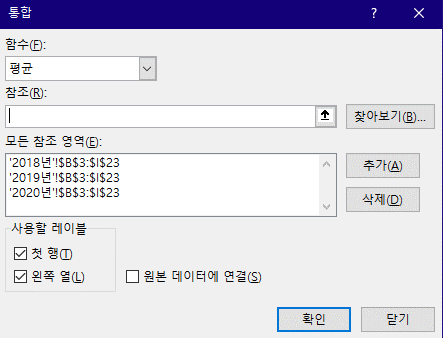 통합
함수(F):
평균
참조(R):
찾아보기(B)...
모든 참조 영역(E):
'2018년'!$B$3:$I$23
'2019년'!$B$3:$I$23
'2020년'!$B$3:$I$23
추가(A)
삭제(D)
사용할 레이블
첫 행(T)
왼쪽 열(L)
원본 데이터에 연결(S)
확인
닫기